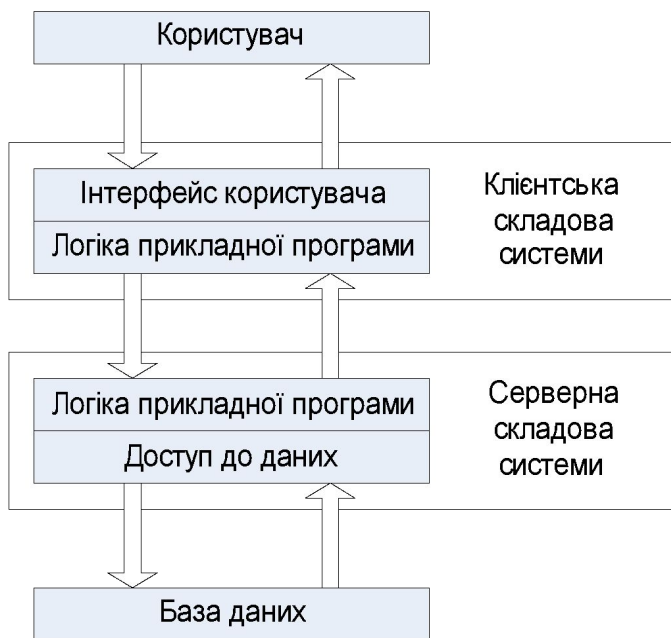 Користувач
Інтерфейс користувача
Логіка прикладної програми
Клієнтська
складова
системи
Логіка прикладної програми
Доступ до даних
Серверна
складова
системи
База даних